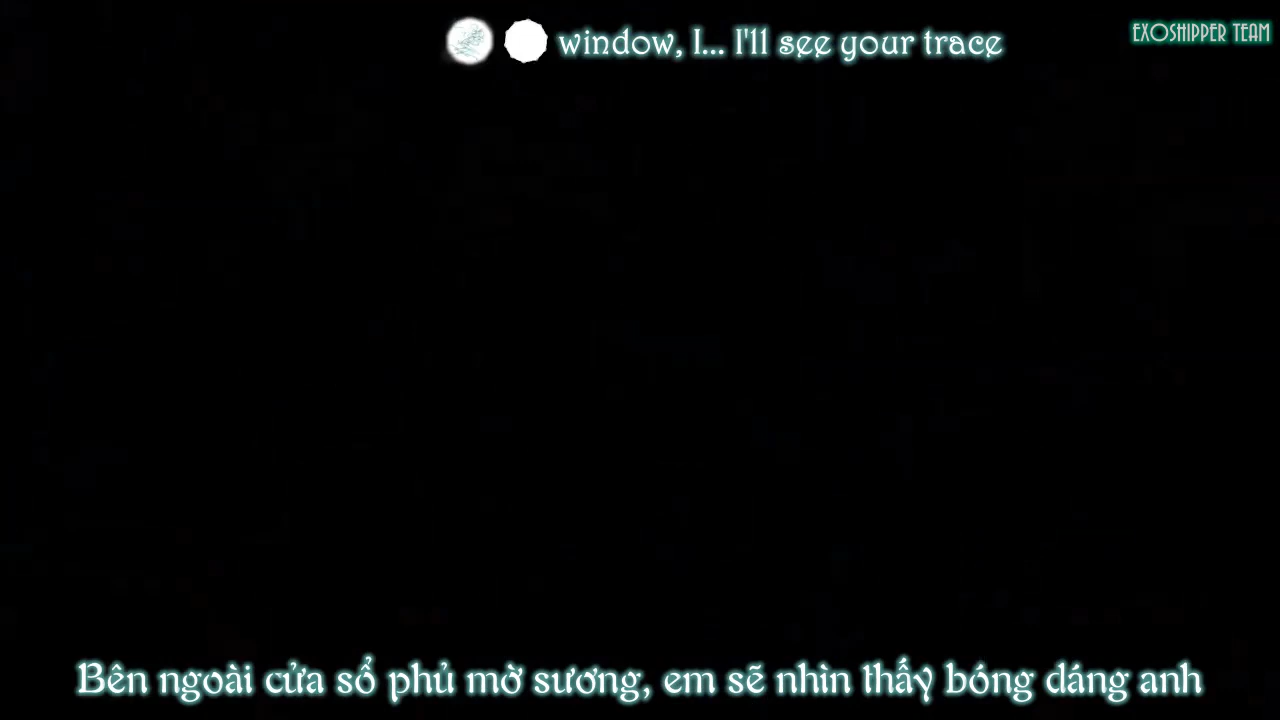 window, I... I'll see your trace
EXOSHIPPER TEAM
Bên ngoài cửa sổ phủ mờ sương, em sẽ nhìn thấy bóng dáng anh